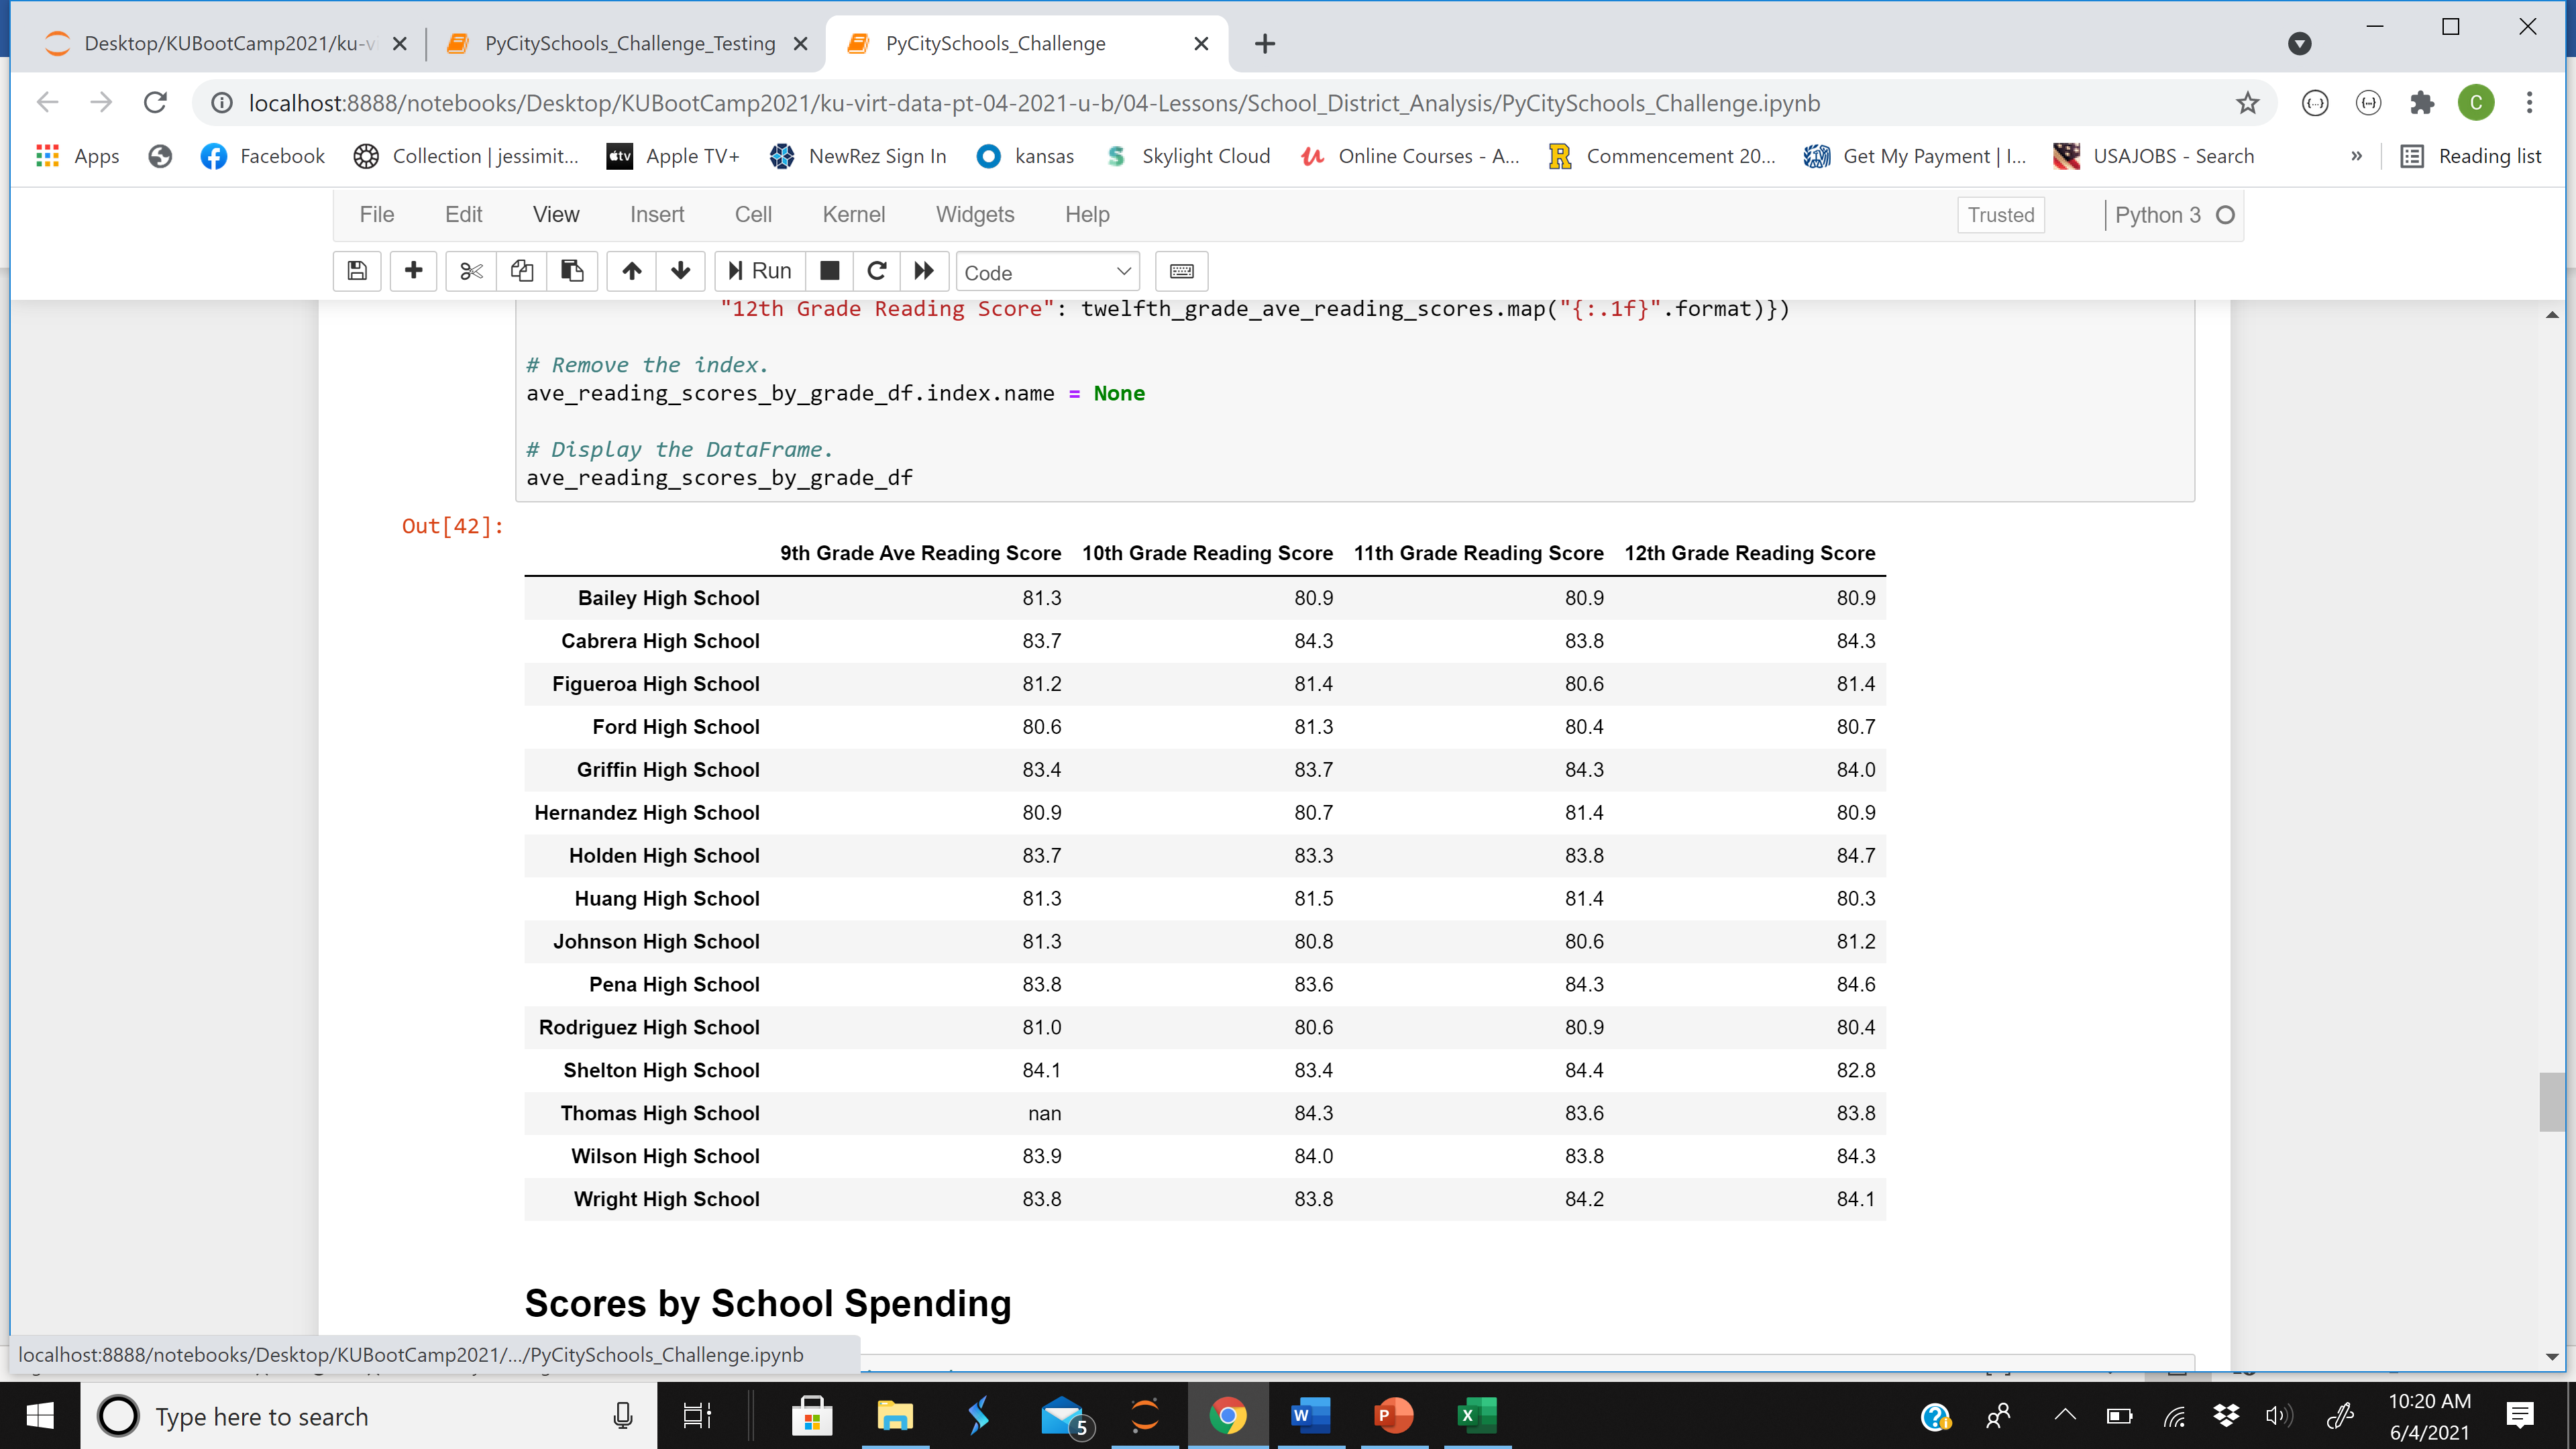 Desktop/KUBootCamp2021/ku-vi
PyCitySchools_Challenge_Testing
PyCitySchools_Challenge
localhost:8888/notebooks/Desktop/KUBootCamp2021/ku-virt-data-pt-04-2021-u-b/04-Lessons/School_District_Analysis/PyCitySchools_Challenge.ipynb
C
Apps Facebook Collection | jessimit... tv Apple TV+ NewRez Sign In kansas Skylight Cloud Online Courses - A... Commencement 20... Get My Payment | I... USAJOBS - Search » Reading list
File Edit View Insert Cell Kernel Widgets Help Trusted Python 3
Run Code
"12th Grade Reading Score": twelfth_grade_ave_reading_scores.map("{:.1f}".format)})
# Remove the index.
ave_reading_scores_by_grade_df.index.name = None
# Display the DataFrame.
ave_reading_scores_by_grade_df
Out[42]:
9th Grade Ave Reading Score 10th Grade Reading Score 11th Grade Reading Score 12th Grade Reading Score
Bailey High School 81.3 80.9 80.9 80.9
Cabrera High School 83.7 84.3 83.8 84.3
Figueroa High School 81.2 81.4 80.6 81.4
Ford High School 80.6 81.3 80.4 80.7
Griffin High School 83.4 83.7 84.3 84.0
Hernandez High School 80.9 80.7 81.4 80.9
Holden High School 83.7 83.3 83.8 84.7
Huang High School 81.3 81.5 81.4 80.3
Johnson High School 81.3 80.8 80.6 81.2
Pena High School 83.8 83.6 84.3 84.6
Rodriguez High School 81.0 80.6 80.9 80.4
Shelton High School 84.1 83.4 84.4 82.8
Thomas High School nan 84.3 83.6 83.8
Wilson High School 83.9 84.0 83.8 84.3
Wright High School 83.8 83.8 84.2 84.1
Scores by School Spending
localhost:8888/notebooks/Desktop/KUBootCamp2021/.../PyCitySchools_Challenge.ipynb
Type here to search
5
10:20 AM
6/4/2021